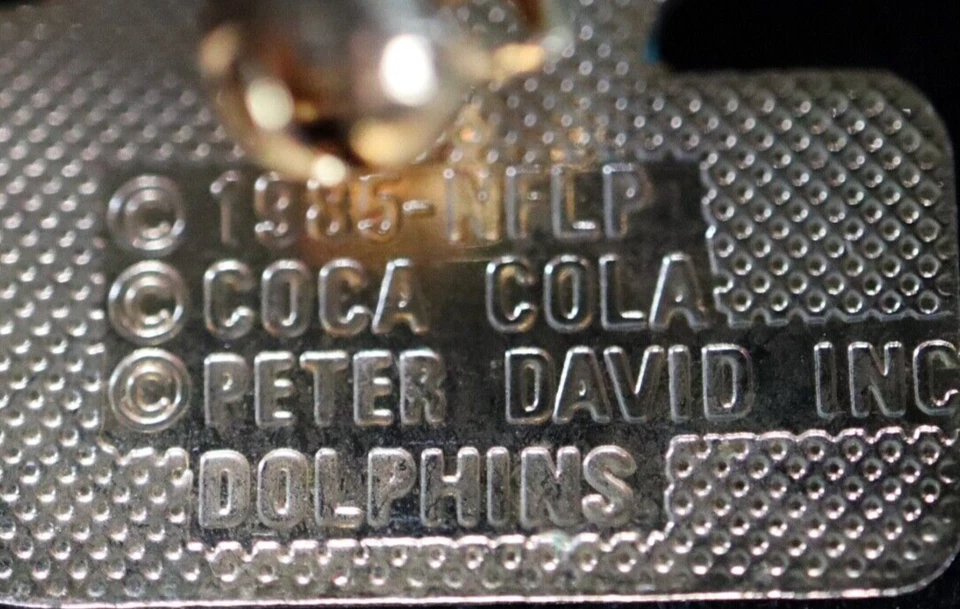 © 1985-NFLP
© COCA COLA
© PETER DAVID INC
DOLPHINS